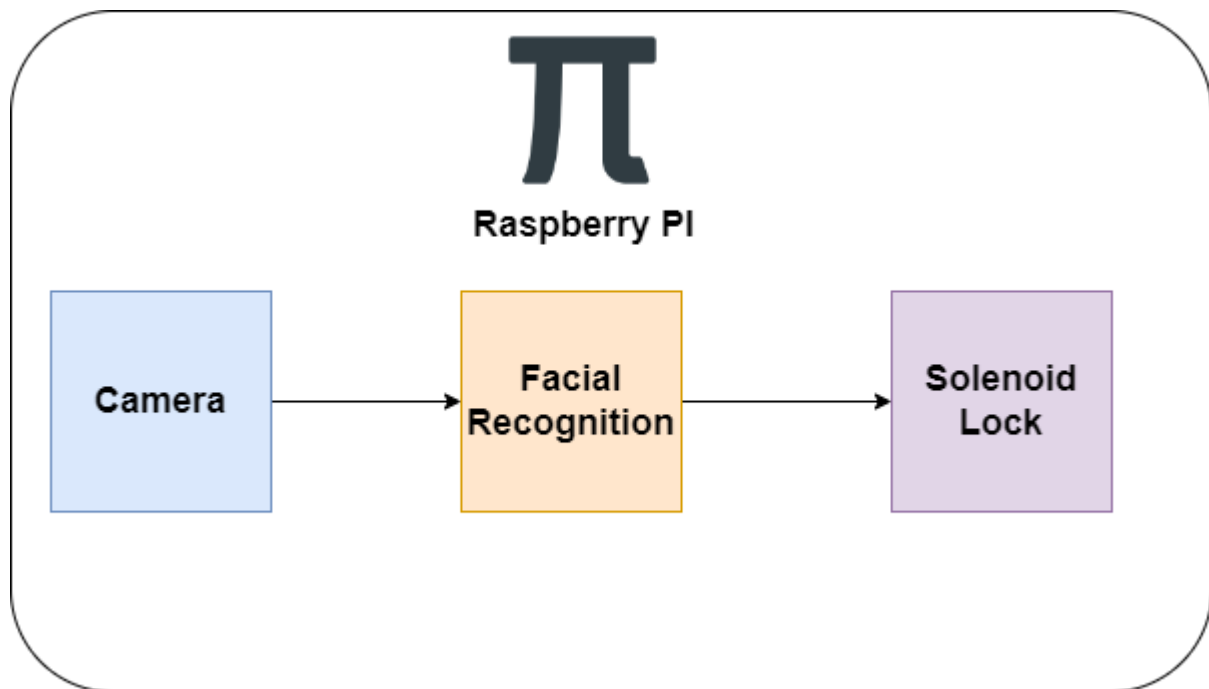 Raspberry PI
Camera
Facial
Recognition
Solenoid
Lock